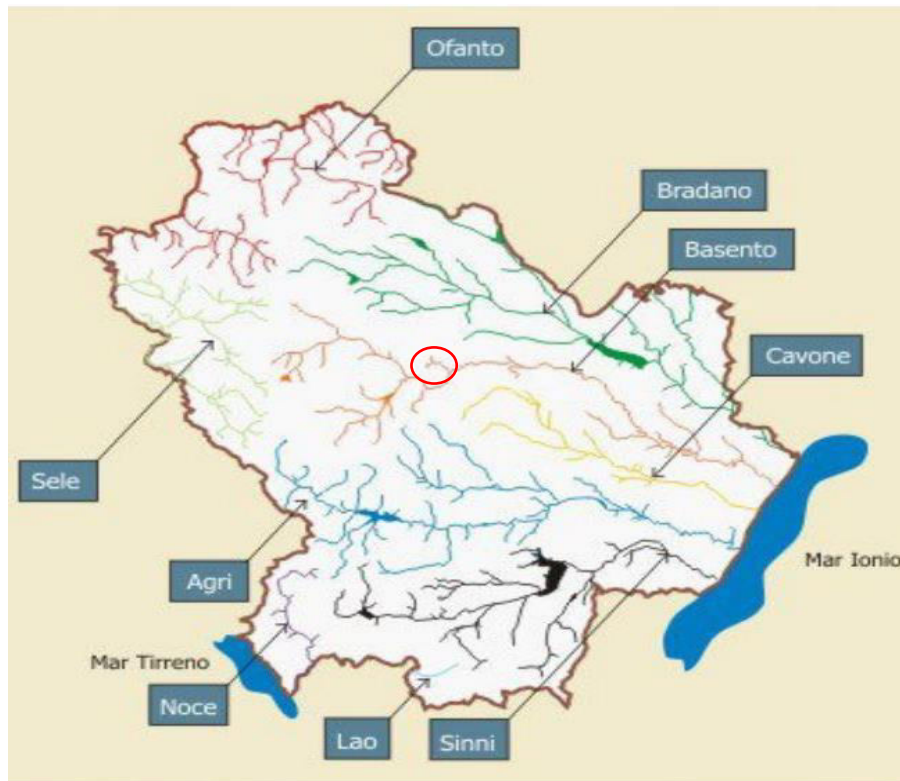 Ofanto
Bradano
Basento
Cavone
Sele
Mar Ionio
Agri
Mar Tirreno
Noce
Lao
Sinni